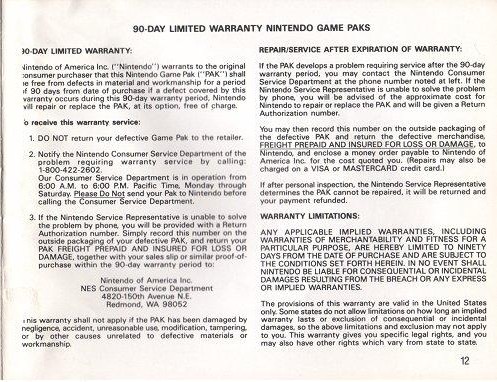 90-DAY LIMITED WARRANTY NINTENDO GAME PAKS
90-DAY LIMITED WARRANTY:
Nintendo of America Inc. ("Nintendo") warrants to the original
consumer purchaser that this Nintendo Game Pak ("PAK") shall
be free from defects in material and workmanship for a period
of 90 days from date of purchase if a defect covered by this
warranty occurs during this 90-day warranty period, Nintendo
will repair or replace the PAK, at its option, free of charge.
To receive this warranty service:
1. DO NOT return your defective Game Pak to the retailer.
2. Notify the Nintendo Consumer Service Department of the
problem requiring warranty service by calling:
1-800-422-2602.
Our Consumer Service Department is in operation from
6:00 A.M. to 6:00 P.M. Pacific Time, Monday through
Saturday. Please Do Not send your Pak to Nintendo before
calling the Consumer Service Department.
3. If the Nintendo Service Representative is unable to solve
the problem by phone, you will be provided with a Return
Authorization number. Simply record this number on the
outside packaging of your defective PAK, and return your
PAK FREIGHT PREPAID AND INSURED FOR LOSS OR
DAMAGE, together with your sales slip or similar proof-of-
purchase within the 90-day warranty period to:
Nintendo of America Inc.
NES Consumer Service Department
4820-150th Avenue N.E.
Redmond, WA 98052
This warranty shall not apply if the PAK has been damaged by
negligence, accident, unreasonable use, modification, tampering,
or by other causes unrelated to defective materials or
workmanship.
REPAIR/SERVICE AFTER EXPIRATION OF WARRANTY:
If the PAK develops a problem requiring service after the 90-day
warranty period, you may contact the Nintendo Consumer
Service Department at the phone number noted at left. If the
Nintendo Service Representative is unable to solve the problem
by phone, you will be advised of the approximate cost for
Nintendo to repair or replace the PAK and will be given a Return
Authorization number.
You may then record this number on the outside packaging of
the defective PAK and return the defective merchandise,
FREIGHT PREPAID AND INSURED FOR LOSS OR DAMAGE, to
Nintendo, and enclose a money order payable to Nintendo of
America Inc. for the cost quoted you. (Repairs may also be
charged on a VISA or MASTERCARD credit card.)
If after personal inspection, the Nintendo Service Representative
determines the PAK cannot be repaired, it will be returned and
your payment refunded.
WARRANTY LIMITATIONS:
ANY APPLICABLE IMPLIED WARRANTIES, INCLUDING
WARRANTIES OF MERCHANTABILITY AND FITNESS FOR A
PARTICULAR PURPOSE, ARE HEREBY LIMITED TO NINETY
DAYS FROM THE DATE OF PURCHASE AND ARE SUBJECT TO
THE CONDITIONS SET FORTH HEREIN. IN NO EVENT SHALL
NINTENDO BE LIABLE FOR CONSEQUENTIAL OR INCIDENTAL
DAMAGES RESULTING FROM THE BREACH OR ANY EXPRESS
OR IMPLIED WARRANTIES.
The provisions of this warranty are valid in the United States
only. Some states do not allow limitations on how long an implied
warranty lasts or exclusion of consequential or incidental
damages, so the above limitations and exclusion may not apply
to you. This warranty gives you specific legal rights, and you
may also have other rights which vary from state to state.
12